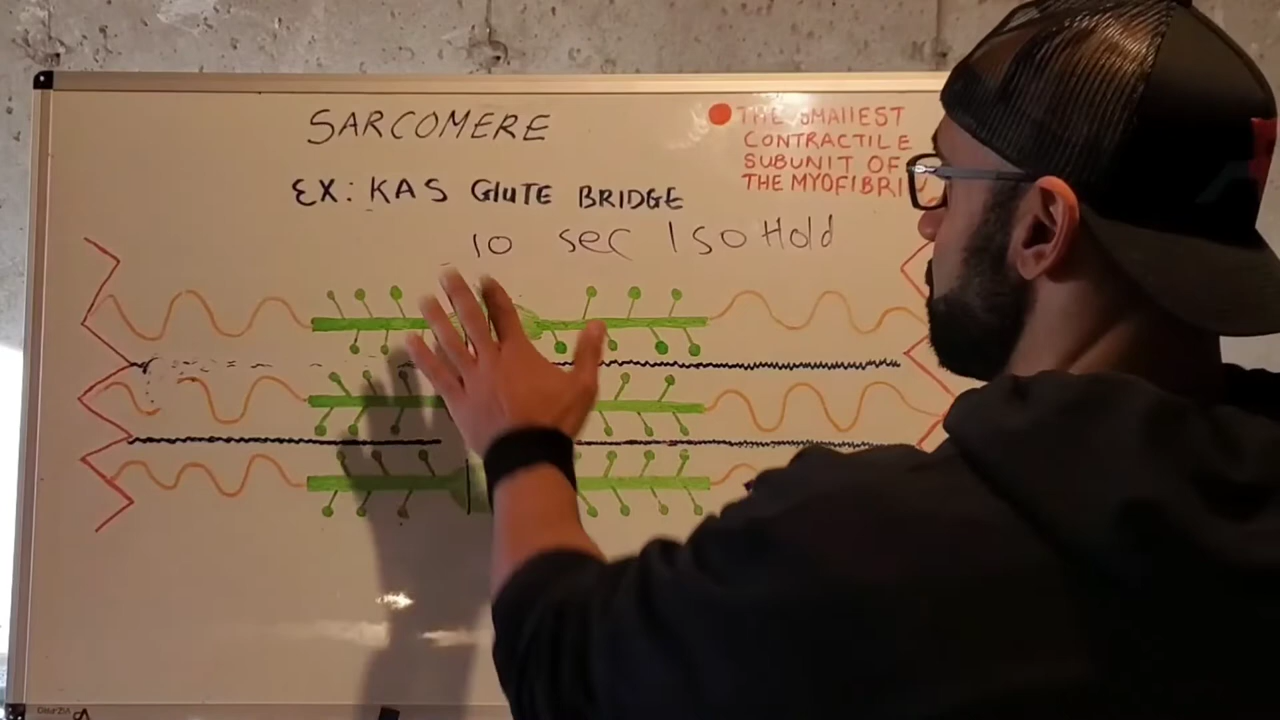 SARCOMERE
THE SMALLEST
CONTRACTILE
SUBUNIT OF
THE MYOFIBRI
EX: KAS GLUTE BRIDGE
10 sec Iso Hold